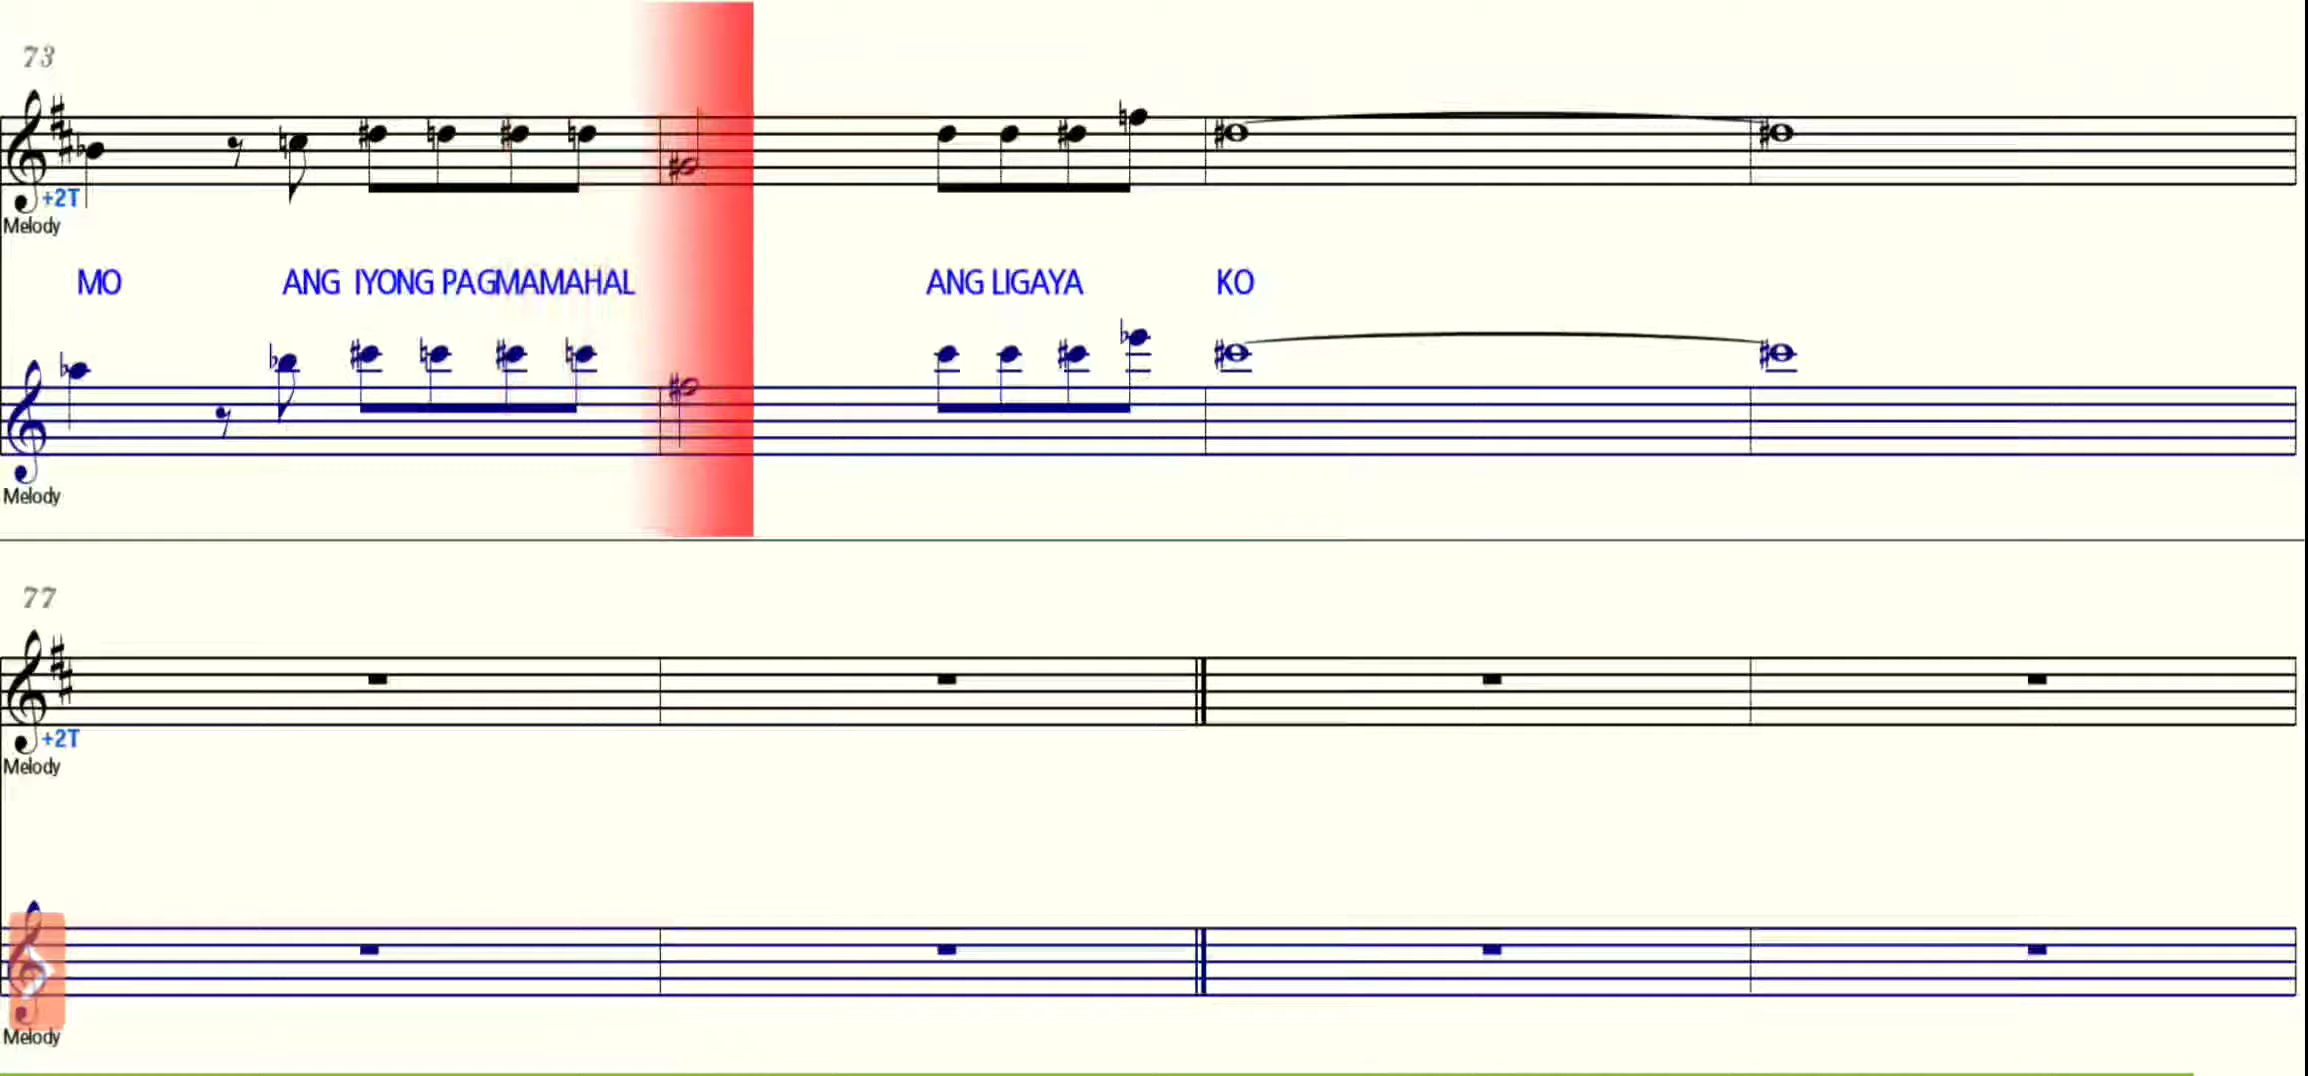 73
+2T
Melody
MO ANG IYONG PAGMAMAHAL ANG LIGAYA KO
Melody
77
+2T
Melody
Melody